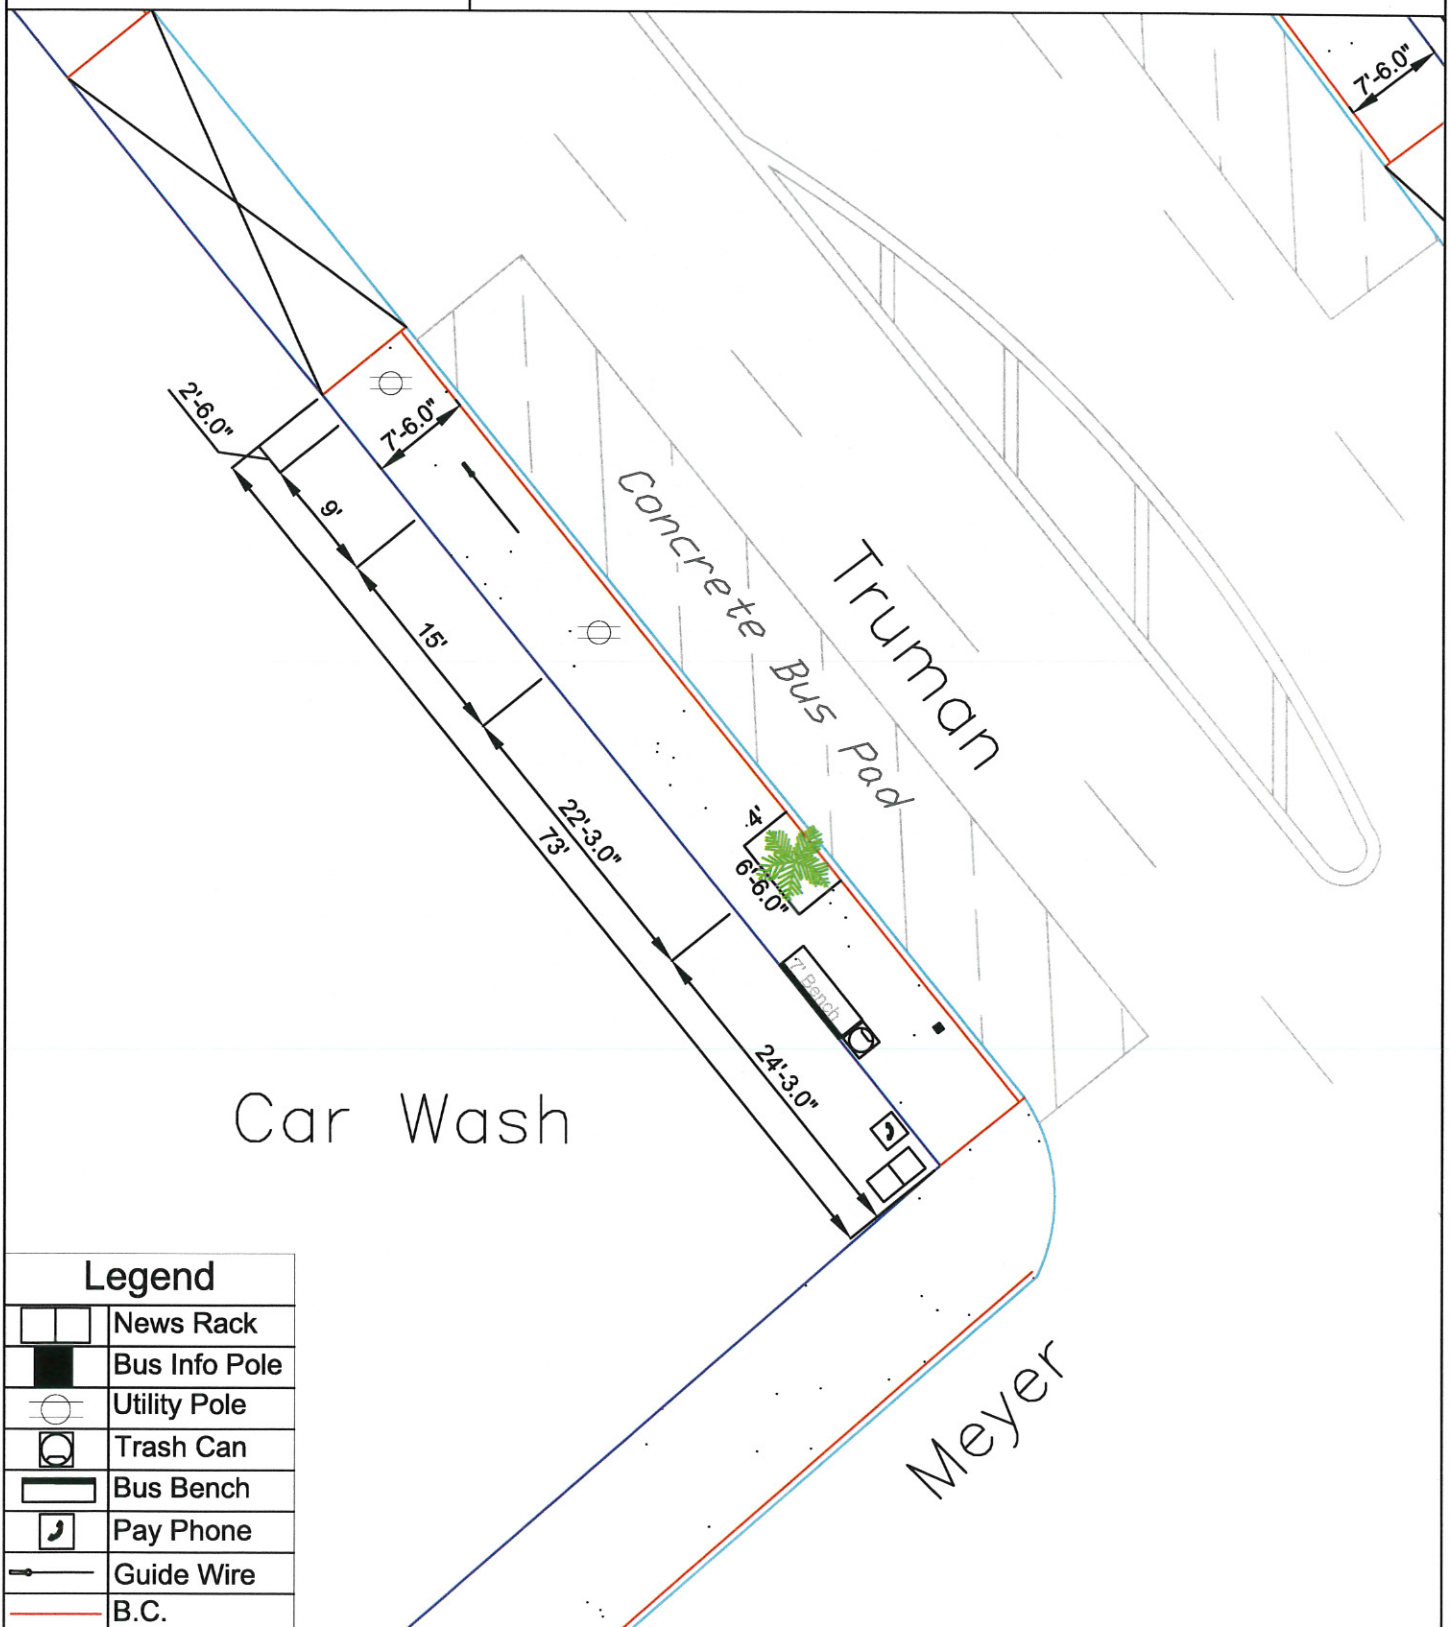 7'-6.0"
2'-6.0"
7'-6.0"
9'
15'
22'-3.0"
73'
24'-3.0"
4'
6'-6.0"
7' Bench
Concrete Bus Pad
Truman
Car Wash
Meyer
Legend
News Rack
Bus Info Pole
Utility Pole
Trash Can
Bus Bench
Pay Phone
Guide Wire
B.C.